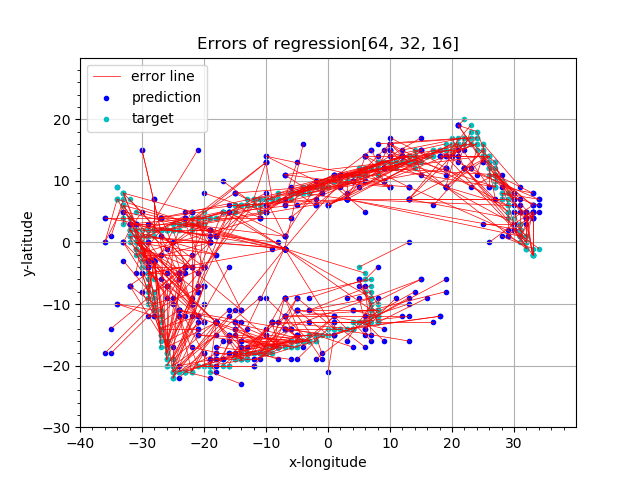 Errors of regression[64, 32, 16]
error line
prediction
target
20
10
0
−10
−20
−30
y-latitude
−40
−30
−20
−10
0
10
20
30
x-longitude